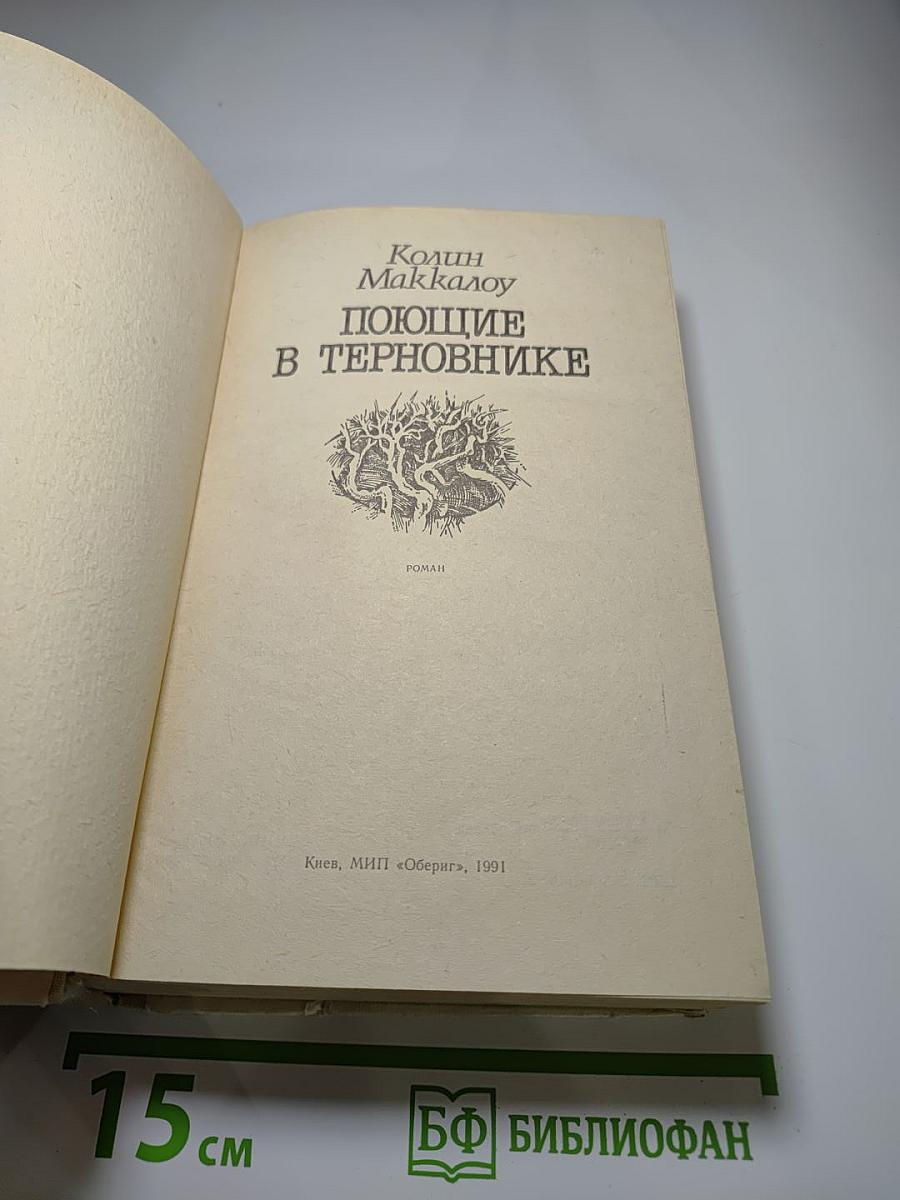 Колин
Маккалоу
ПОЮЩИЕ
В ТЕРНОВНИКЕ
РОМАН
Киев, МИП «Обериг», 1991
15 см
БФ БИБЛИОФАН